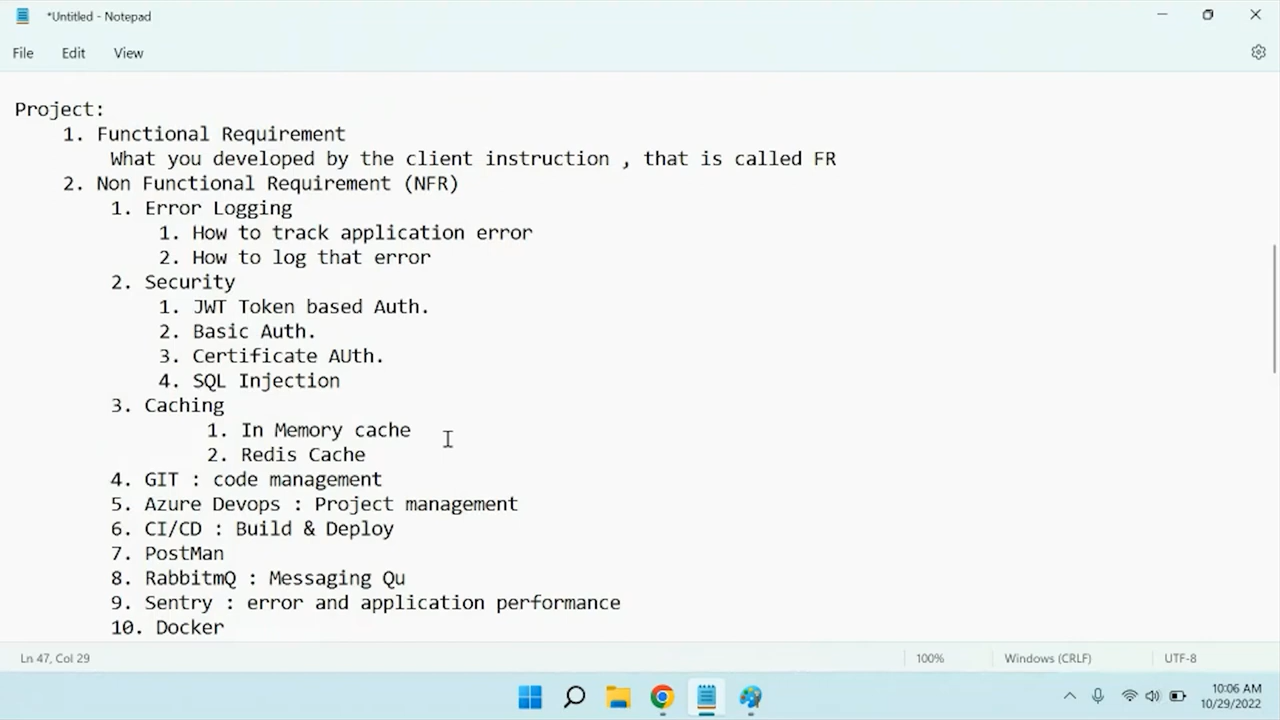 *Untitled - Notepad
File Edit View
Project:
1. Functional Requirement
What you developed by the client instruction , that is called FR
2. Non Functional Requirement (NFR)
1. Error Logging
1. How to track application error
2. How to log that error
2. Security
1. JWT Token based Auth.
2. Basic Auth.
3. Certificate AUth.
4. SQL Injection
3. Caching
1. In Memory cache
2. Redis Cache
4. GIT : code management
5. Azure Devops : Project management
6. CI/CD : Build & Deploy
7. PostMan
8. RabbitmQ : Messaging Qu
9. Sentry : error and application performance
10. Docker
Ln 47, Col 29 100% Windows (CRLF) UTF-8
10:06 AM
10/29/2022